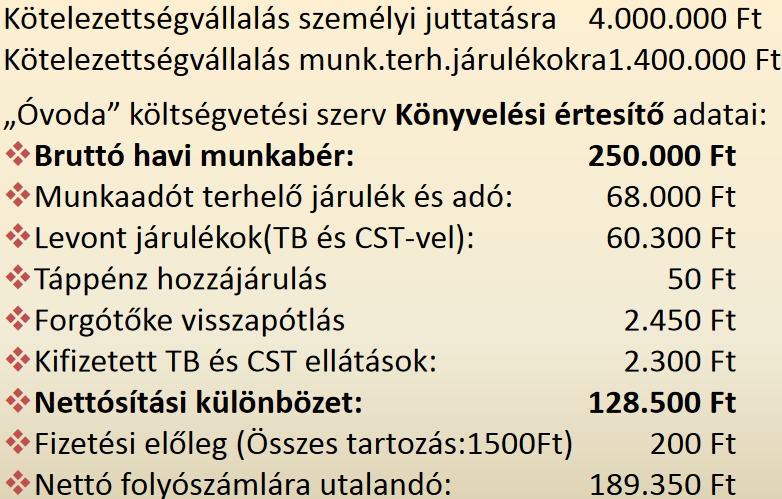 Kötelezettségvállalás személyi juttatásra 4.000.000 Ft
Kötelezettségvállalás munk.terh.járulékokra1.400.000 Ft
„Óvoda” költségvetési szerv Könyvelési értesítő adatai:
❖Bruttó havi munkabér: 250.000 Ft
❖Munkaadót terhelő járulék és adó: 68.000 Ft
❖Levont járulékok(TB és CST-vel): 60.300 Ft
❖Táppénz hozzájárulás 50 Ft
❖Forgótőke visszapótlás 2.450 Ft
❖Kifizetett TB és CST ellátások: 2.300 Ft
❖Nettósítási különbözet: 128.500 Ft
❖Fizetési előleg (Összes tartozás:1500Ft) 200 Ft
❖Nettó folyószámlára utalandó: 189.350 Ft